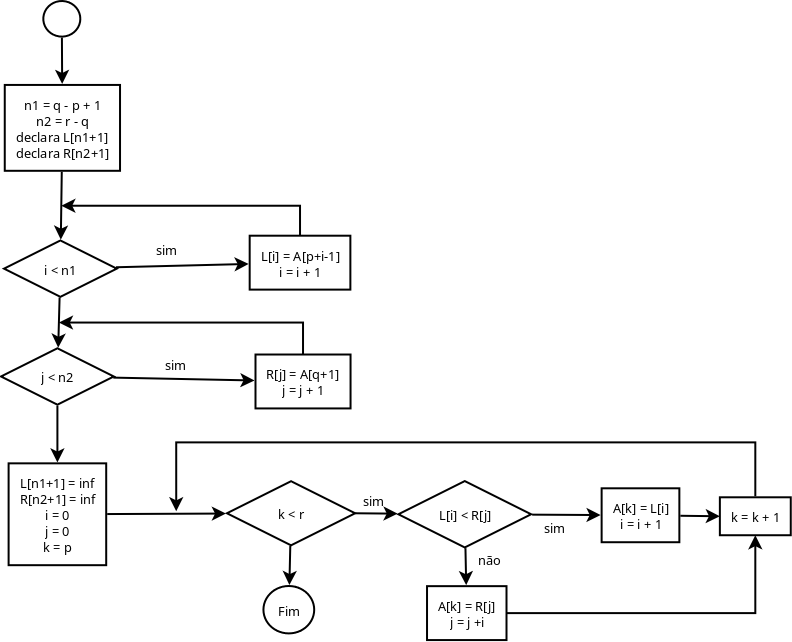 n1 = q - p + 1
n2 = r - q
declara L[n1+1]
declara R[n2+1]
i < n1
sim
L[i] = A[p+i-1]
i = i + 1
j < n2
sim
R[j] = A[q+1]
j = j + 1
L[n1+1] = inf
R[n2+1] = inf
i = 0
j = 0
k = p
k < r
sim
L[i] < R[j]
sim
A[k] = L[i]
i = i + 1
k = k + 1
não
Fim
A[k] = R[j]
j = j +i